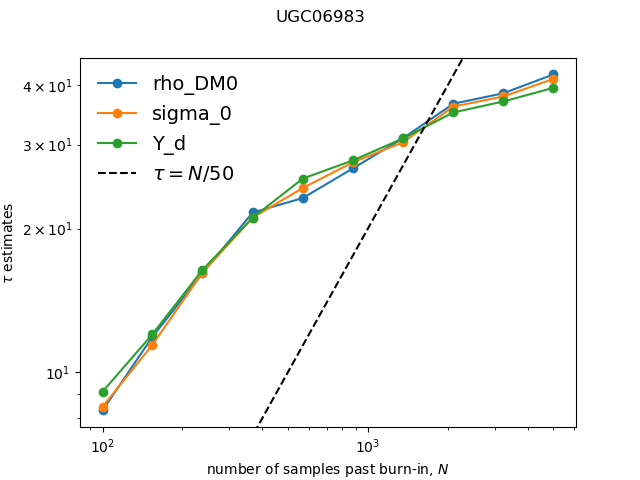 UGC06983
rho_DM0
sigma_0
Y_d
τ = N/50
τ estimates
4 × 10¹
3 × 10¹
2 × 10¹
10¹
10² 10³
number of samples past burn-in, N